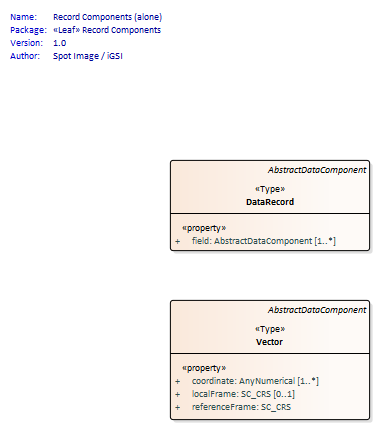 Name: Record Components (alone)
Package: «Leaf» Record Components
Version: 1.0
Author: Spot Image / iGSI
AbstractDataComponent
«Type»
DataRecord
«property»
+ field: AbstractDataComponent [1..*]
AbstractDataComponent
«Type»
Vector
«property»
+ coordinate: AnyNumerical [1..*]
+ localFrame: SC_CRS [0..1]
+ referenceFrame: SC_CRS